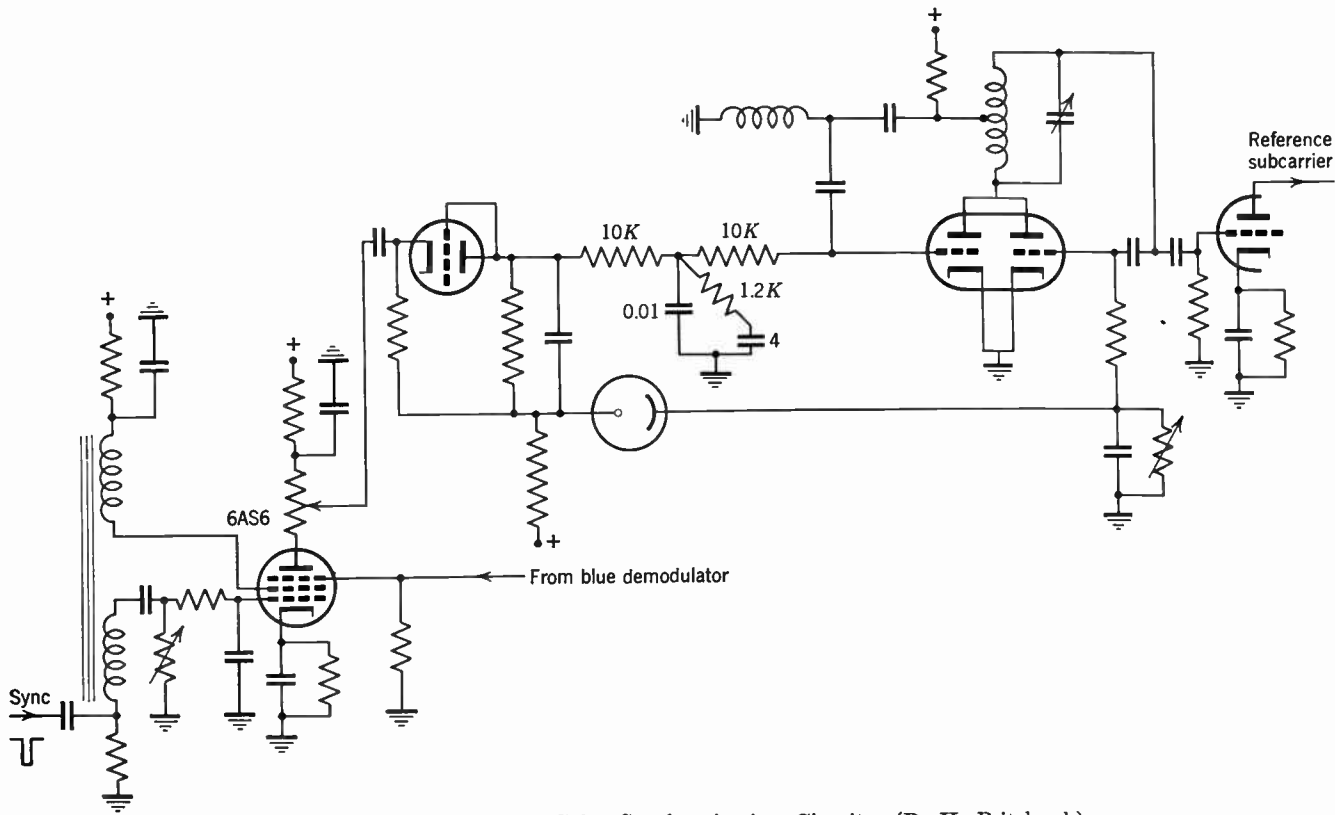 +
Reference
subcarrier
10K
10K
1.2K
0.01
4
+
+
6AS6
+
From blue demodulator
Sync